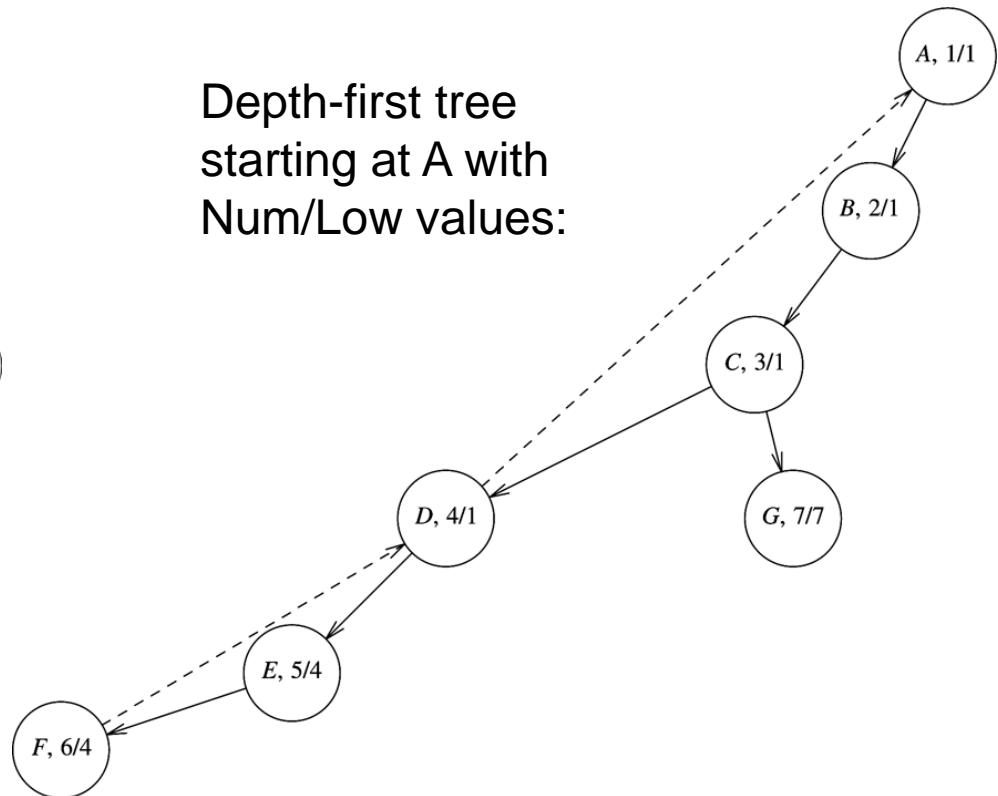 Depth-first tree
starting at A with
Num/Low values:
A, 1/1
B, 2/1
C, 3/1
D, 4/1
G, 7/7
E, 5/4
F, 6/4